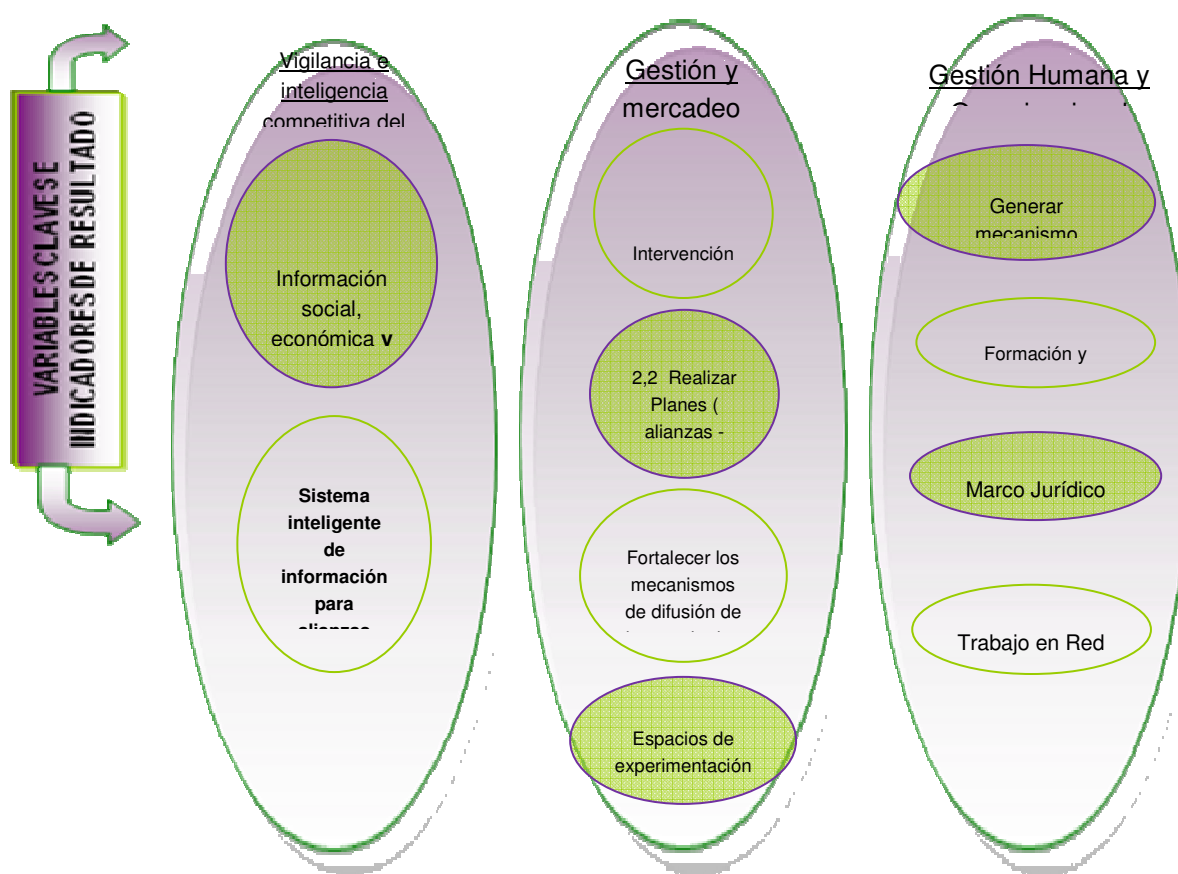 VARIABLES CLAVES E
INDICADORES DE RESULTADO
Vigilancia e
inteligencia
competitiva del
Información
social,
económica
Sistema
inteligente
de
información
para
Gestión y
mercadeo
Intervención
2,2 Realizar
Planes (
alianzas -
Fortalecer los
mecanismos
de difusión de
Espacios de
experimentación
Gestión Humana y
Generar
mecanismo
Formación y
Marco Jurídico
Trabajo en Red